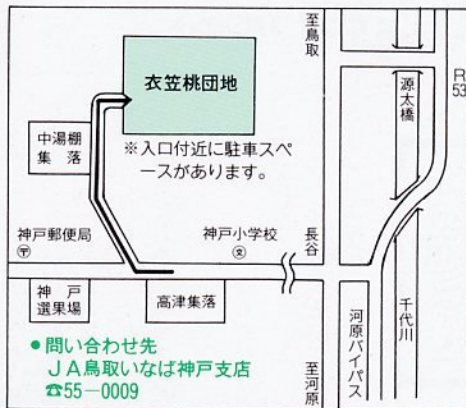 至鳥取
衣笠桃団地
源太橋
R
53
中湯棚
集落
※入口付近に駐車スペ
ースがあります。
神戸郵便局
〒
神戸小学校
文
長谷
神戸
選果場
高津集落
河原バイパス
千代川
至河原
●問い合わせ先
JA鳥取いなば神戸支店
☎55－0009